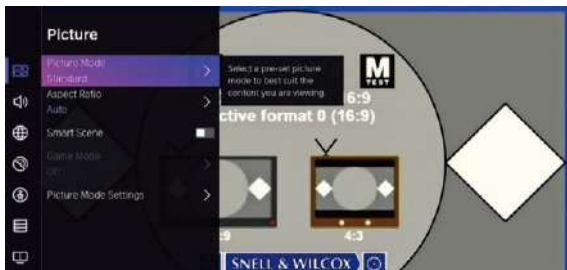 Picture
Picture Mode
Standard
Select a pre-set picture
mode to best suit the
content you are viewing.
M
TEST
Aspect Ratio
Auto
16:9
ctive format 0 (16:9)
Smart Scene
Game Mode
Off
Picture Mode Settings
:9
4:3
SNELL & WILCOX